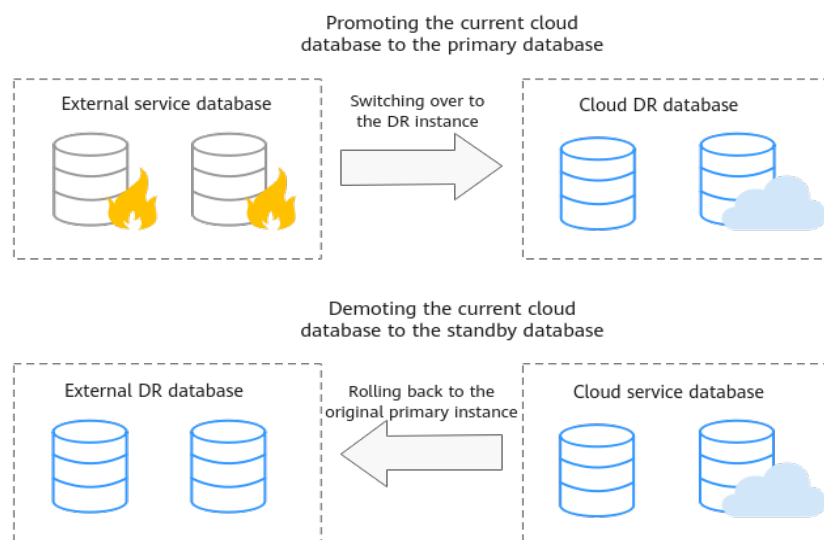 Promoting the current cloud
database to the primary database
External service database
Switching over to
the DR instance
Cloud DR database
Demoting the current cloud
database to the standby database
External DR database
Rolling back to the
original primary instance
Cloud service database